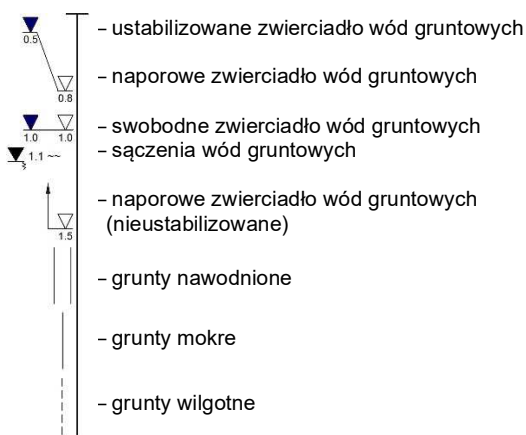 0.5
– ustabilizowane zwierciadło wód gruntowych
0.8
– naporowe zwierciadło wód gruntowych
1.0 1.0
– swobodne zwierciadło wód gruntowych
1.1 ~~
– sączenia wód gruntowych
– naporowe zwierciadło wód gruntowych
(nieustabilizowane)
1.5
– grunty nawodnione
– grunty mokre
– grunty wilgotne